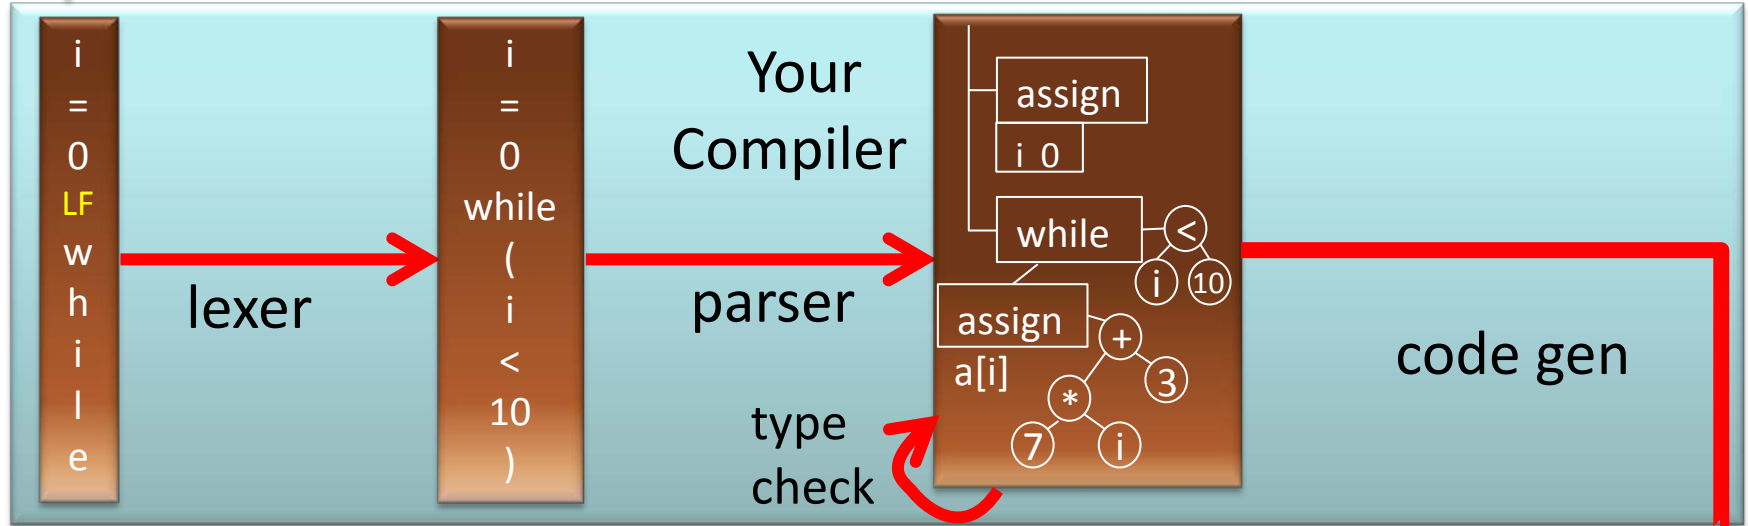 i
=
0
LF
w
h
i
l
e
lexer
i
=
0
while
(
i
<
10
)
Your
Compiler
parser
type
check
assign
i 0
while
<
i
10
assign
a[i]
+
3
*
7
i
code gen